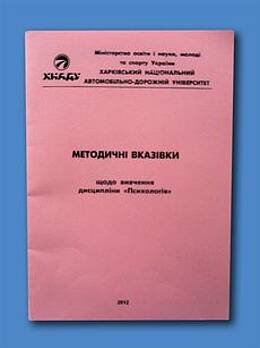 Міністерство освіти і науки, молоді
та спорту України
ХНАДУ
ХАРКІВСЬКИЙ НАЦІОНАЛЬНИЙ
АВТОМОБІЛЬНО-ДОРОЖНІЙ УНІВЕРСИТЕТ
МЕТОДИЧНІ ВКАЗІВКИ
щодо вивчення
дисципліни «Психологія»
2012